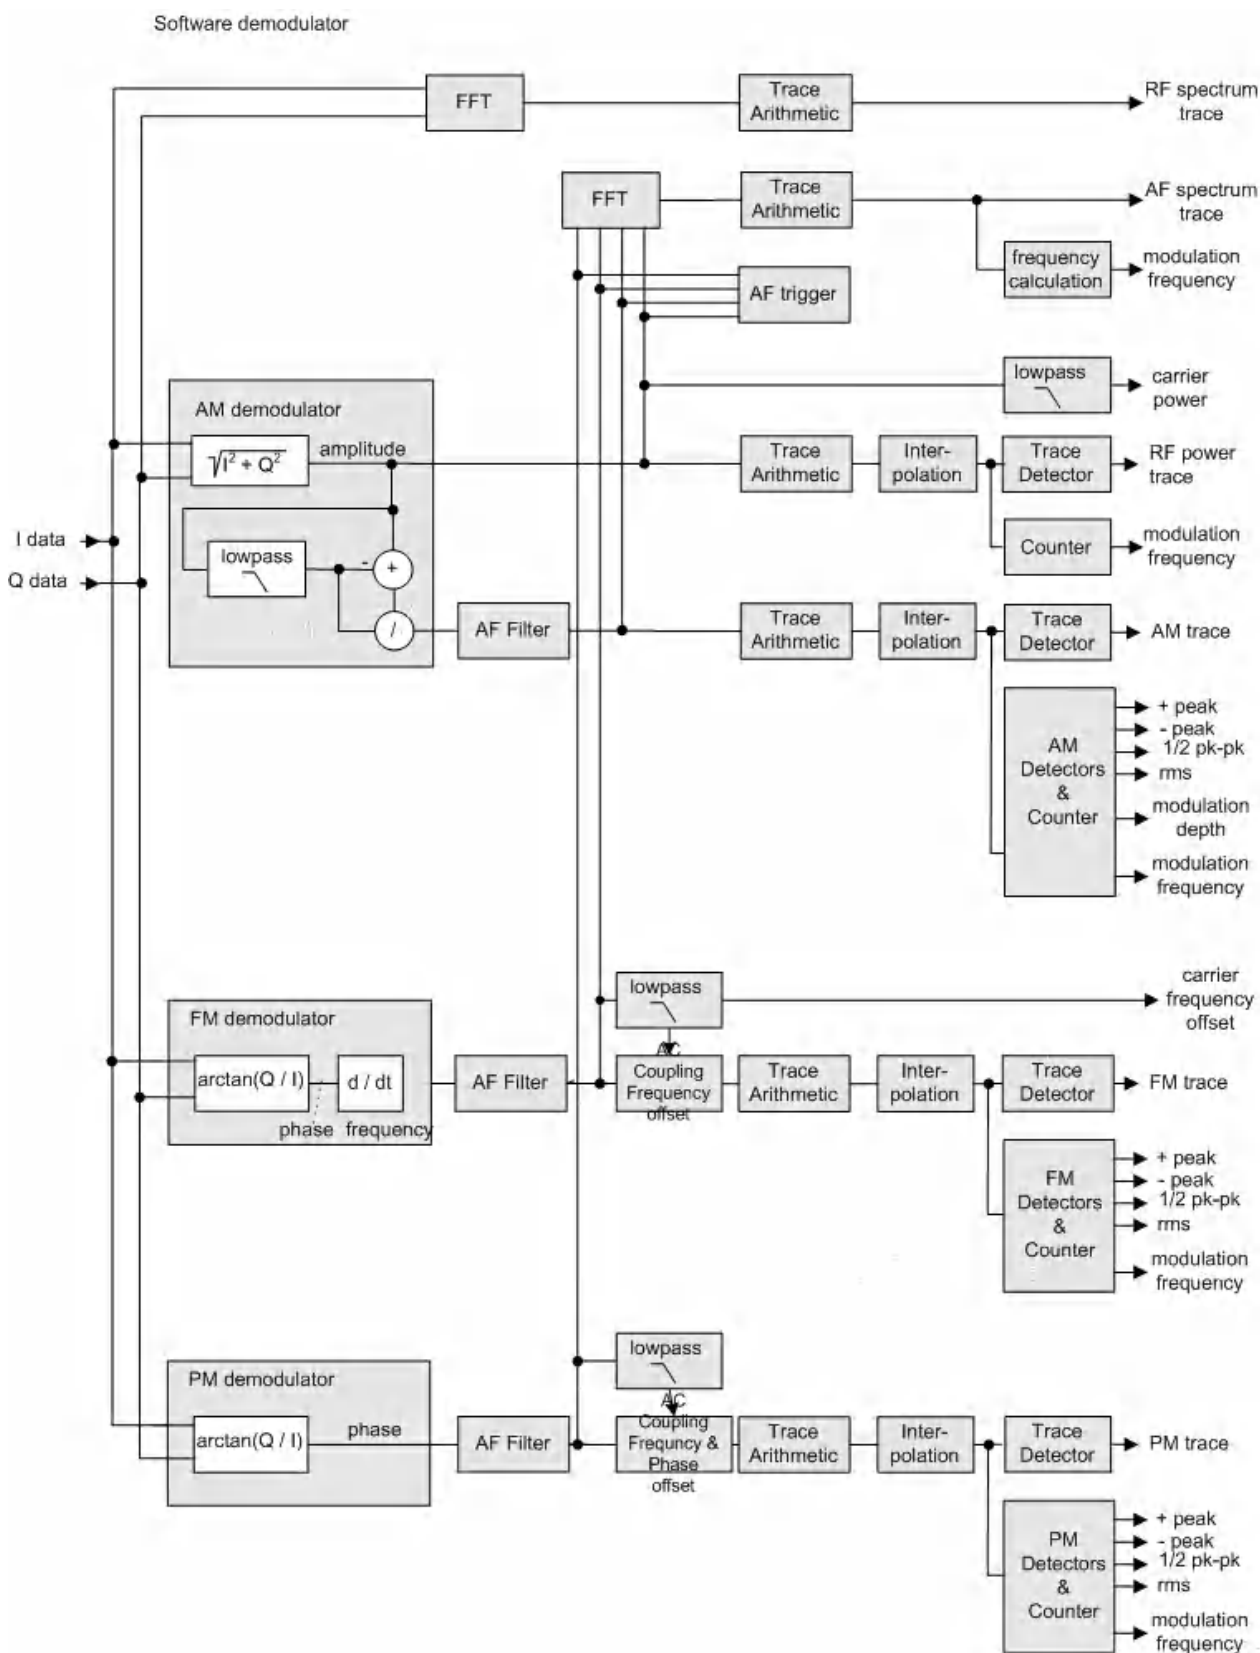 Software demodulator
FFT
Trace
Arithmetic
RF spectrum
trace
FFT
Trace
Arithmetic
AF spectrum
trace
frequency
calculation
modulation
frequency
AF trigger
lowpass
carrier
power
AM demodulator
√I² + Q²
amplitude
Trace
Arithmetic
Inter-
polation
Trace
Detector
RF power
trace
I data
Q data
lowpass
-
+
Counter
modulation
frequency
/
AF Filter
Trace
Arithmetic
Inter-
polation
Trace
Detector
AM trace
AM
Detectors
&
Counter
+ peak
- peak
1/2 pk-pk
rms
modulation
depth
modulation
frequency
lowpass
carrier
frequency
offset
FM demodulator
arctan(Q / I)
d / dt
phase
frequency
AF Filter
AC
Coupling
Frequency
offset
Trace
Arithmetic
Inter-
polation
Trace
Detector
FM trace
FM
Detectors
&
Counter
+ peak
- peak
1/2 pk-pk
rms
modulation
frequency
lowpass
PM demodulator
arctan(Q / I)
phase
AF Filter
AC
Coupling
Frequncy &
Phase
offset
Trace
Arithmetic
Inter-
polation
Trace
Detector
PM trace
PM
Detectors
&
Counter
+ peak
- peak
1/2 pk-pk
rms
modulation
frequency